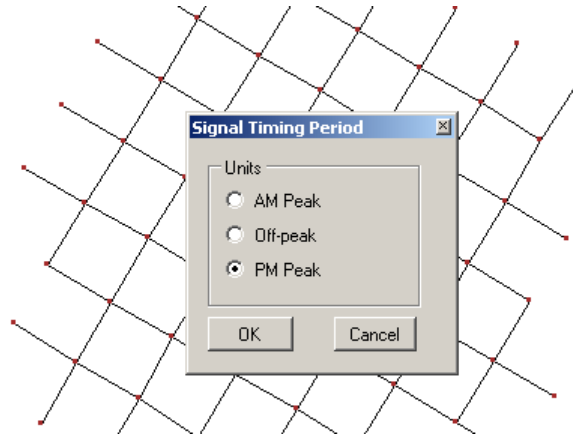 Signal Timing Period
Units
AM Peak
Off-peak
PM Peak
OK
Cancel